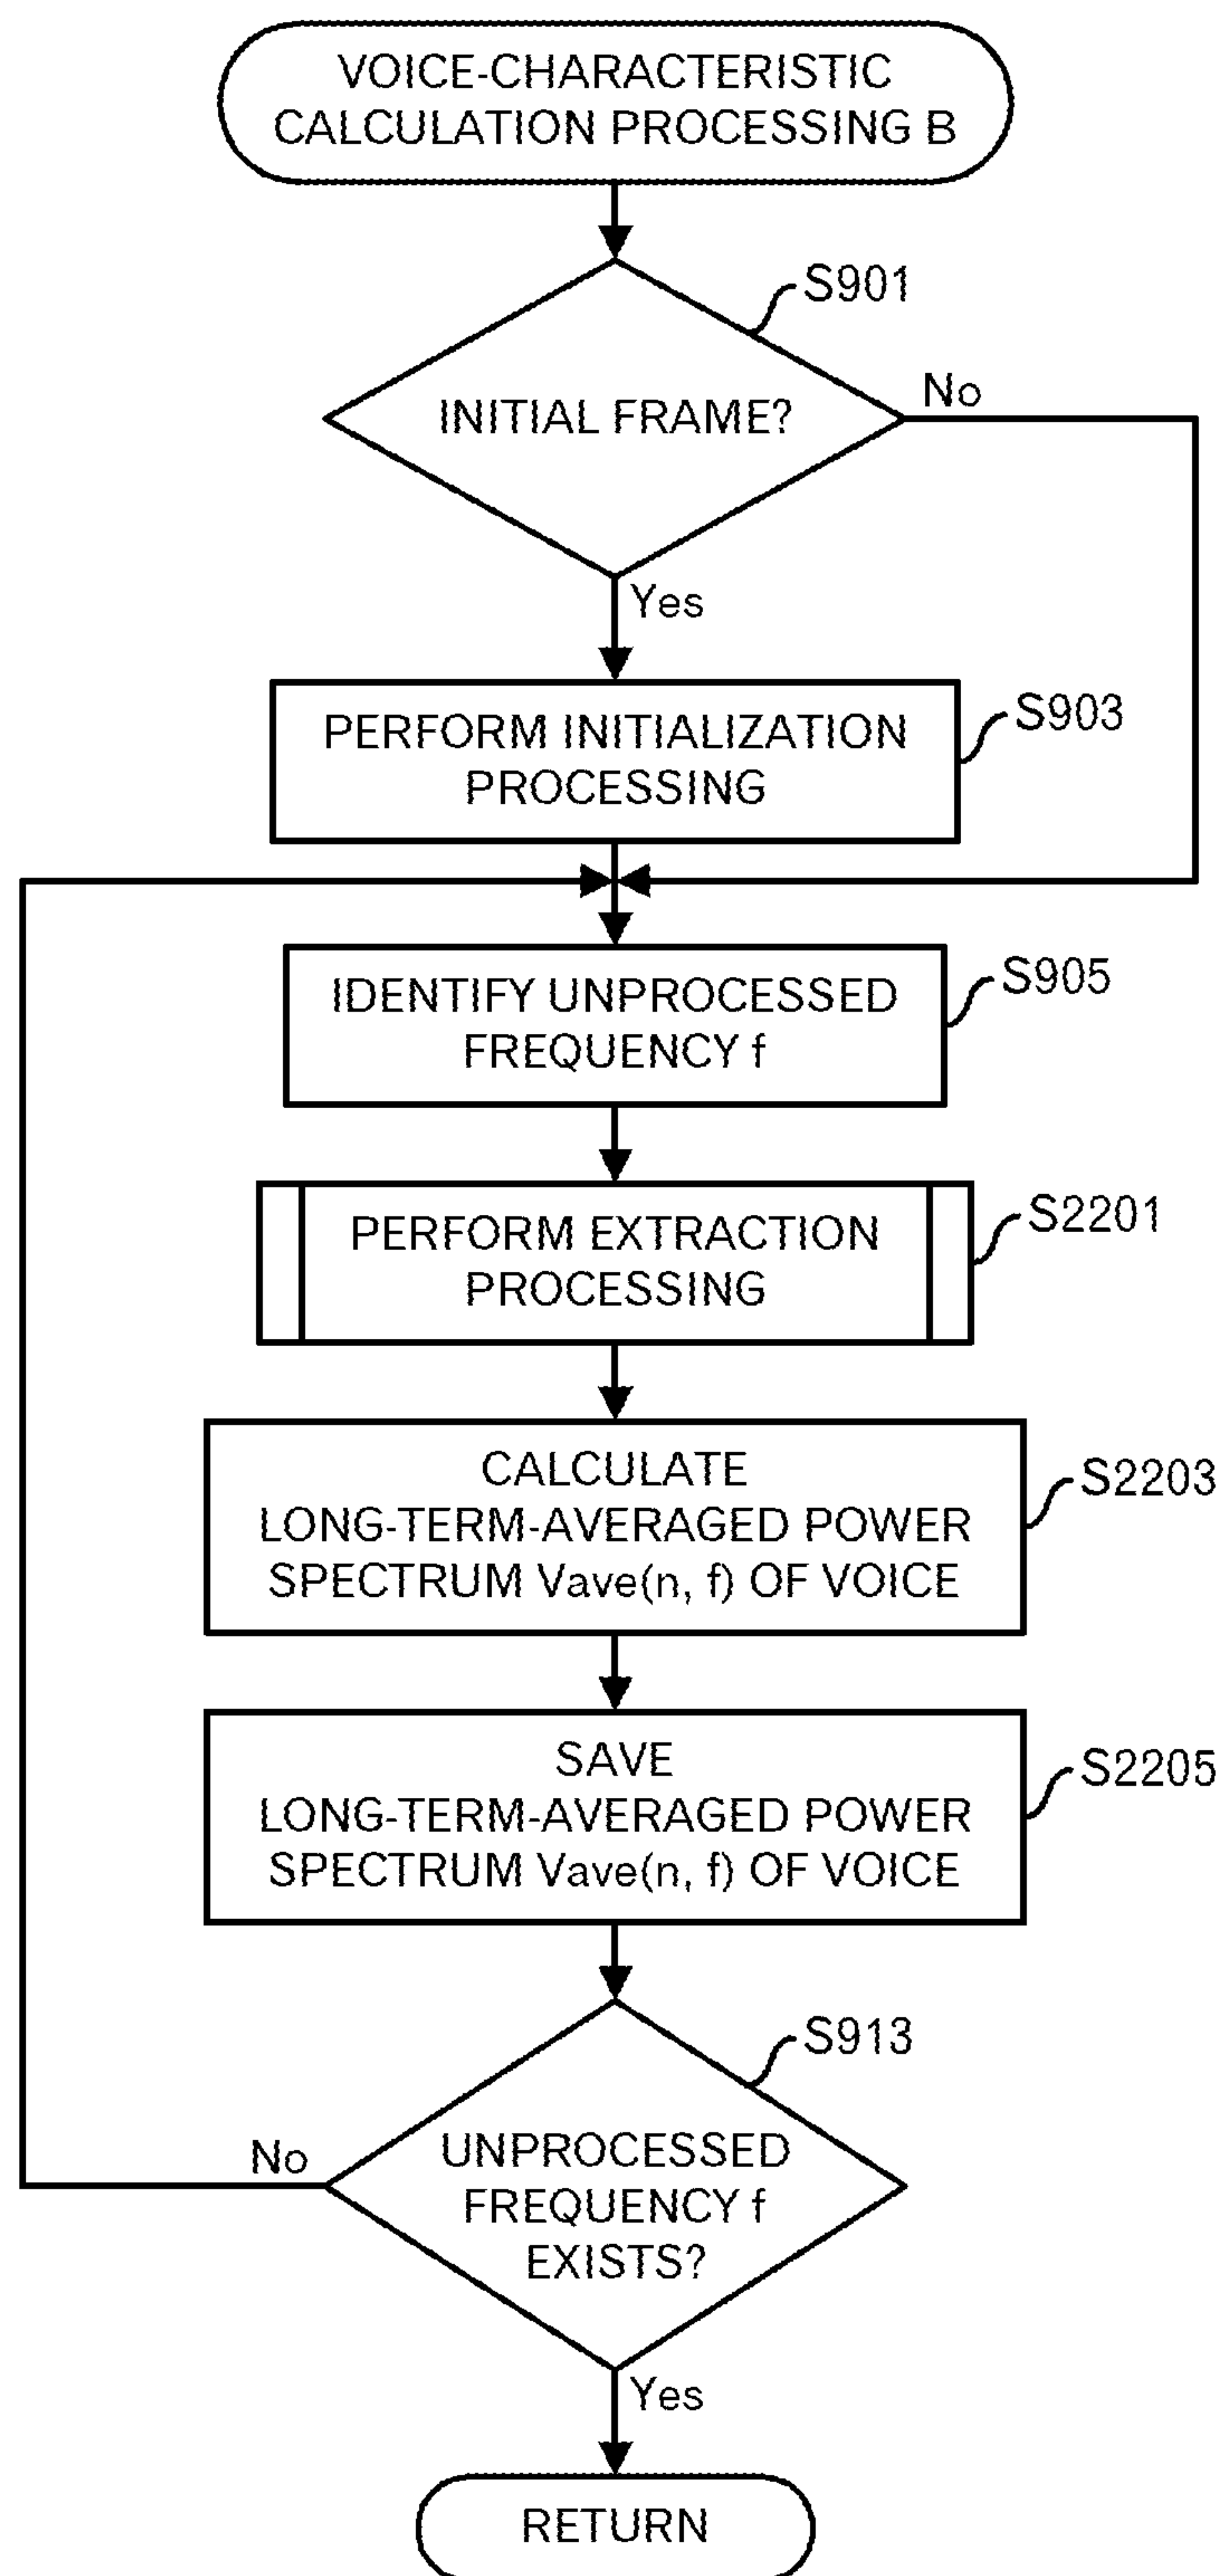 VOICE-CHARACTERISTIC
CALCULATION PROCESSING B
S901
INITIAL FRAME?
No
Yes
S903
PERFORM INITIALIZATION
PROCESSING
S905
IDENTIFY UNPROCESSED
FREQUENCY f
S2201
PERFORM EXTRACTION
PROCESSING
CALCULATE
S2203
LONG-TERM-AVERAGED POWER
SPECTRUM Vave(n, f) OF VOICE
SAVE
S2205
LONG-TERM-AVERAGED POWER
SPECTRUM Vave(n, f) OF VOICE
S913
No
UNPROCESSED
FREQUENCY f
EXISTS?
Yes
RETURN